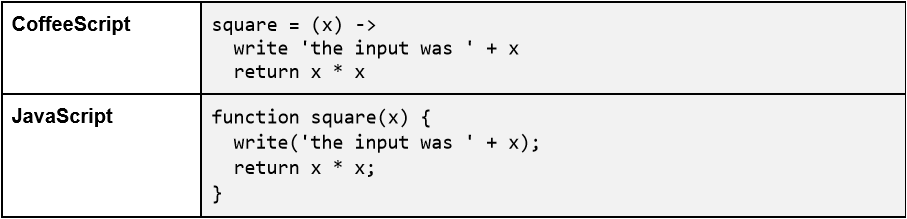 CoffeeScript
square = (x) ->
  write 'the input was ' + x
  return x * x
JavaScript
function square(x) {
  write('the input was ' + x);
  return x * x;
}